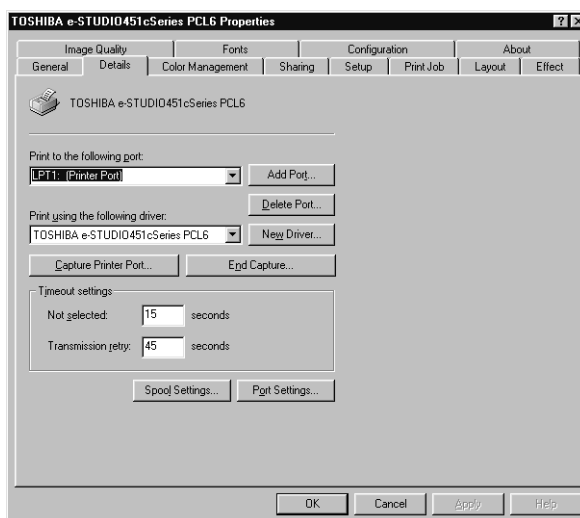 TOSHIBA e-STUDIO451cSeries PCL6 Properties
Image Quality Fonts Configuration About
General Details Color Management Sharing Setup Print Job Layout Effect
TOSHIBA e-STUDIO451cSeries PCL6
Print to the following port:
LPT1: (Printer Port) Add Port...
Delete Port...
Print using the following driver:
TOSHIBA e-STUDIO451cSeries PCL6 New Driver...
Capture Printer Port... End Capture...
Timeout settings
Not selected: 15 seconds
Transmission retry: 45 seconds
Spool Settings... Port Settings...
OK Cancel Apply Help